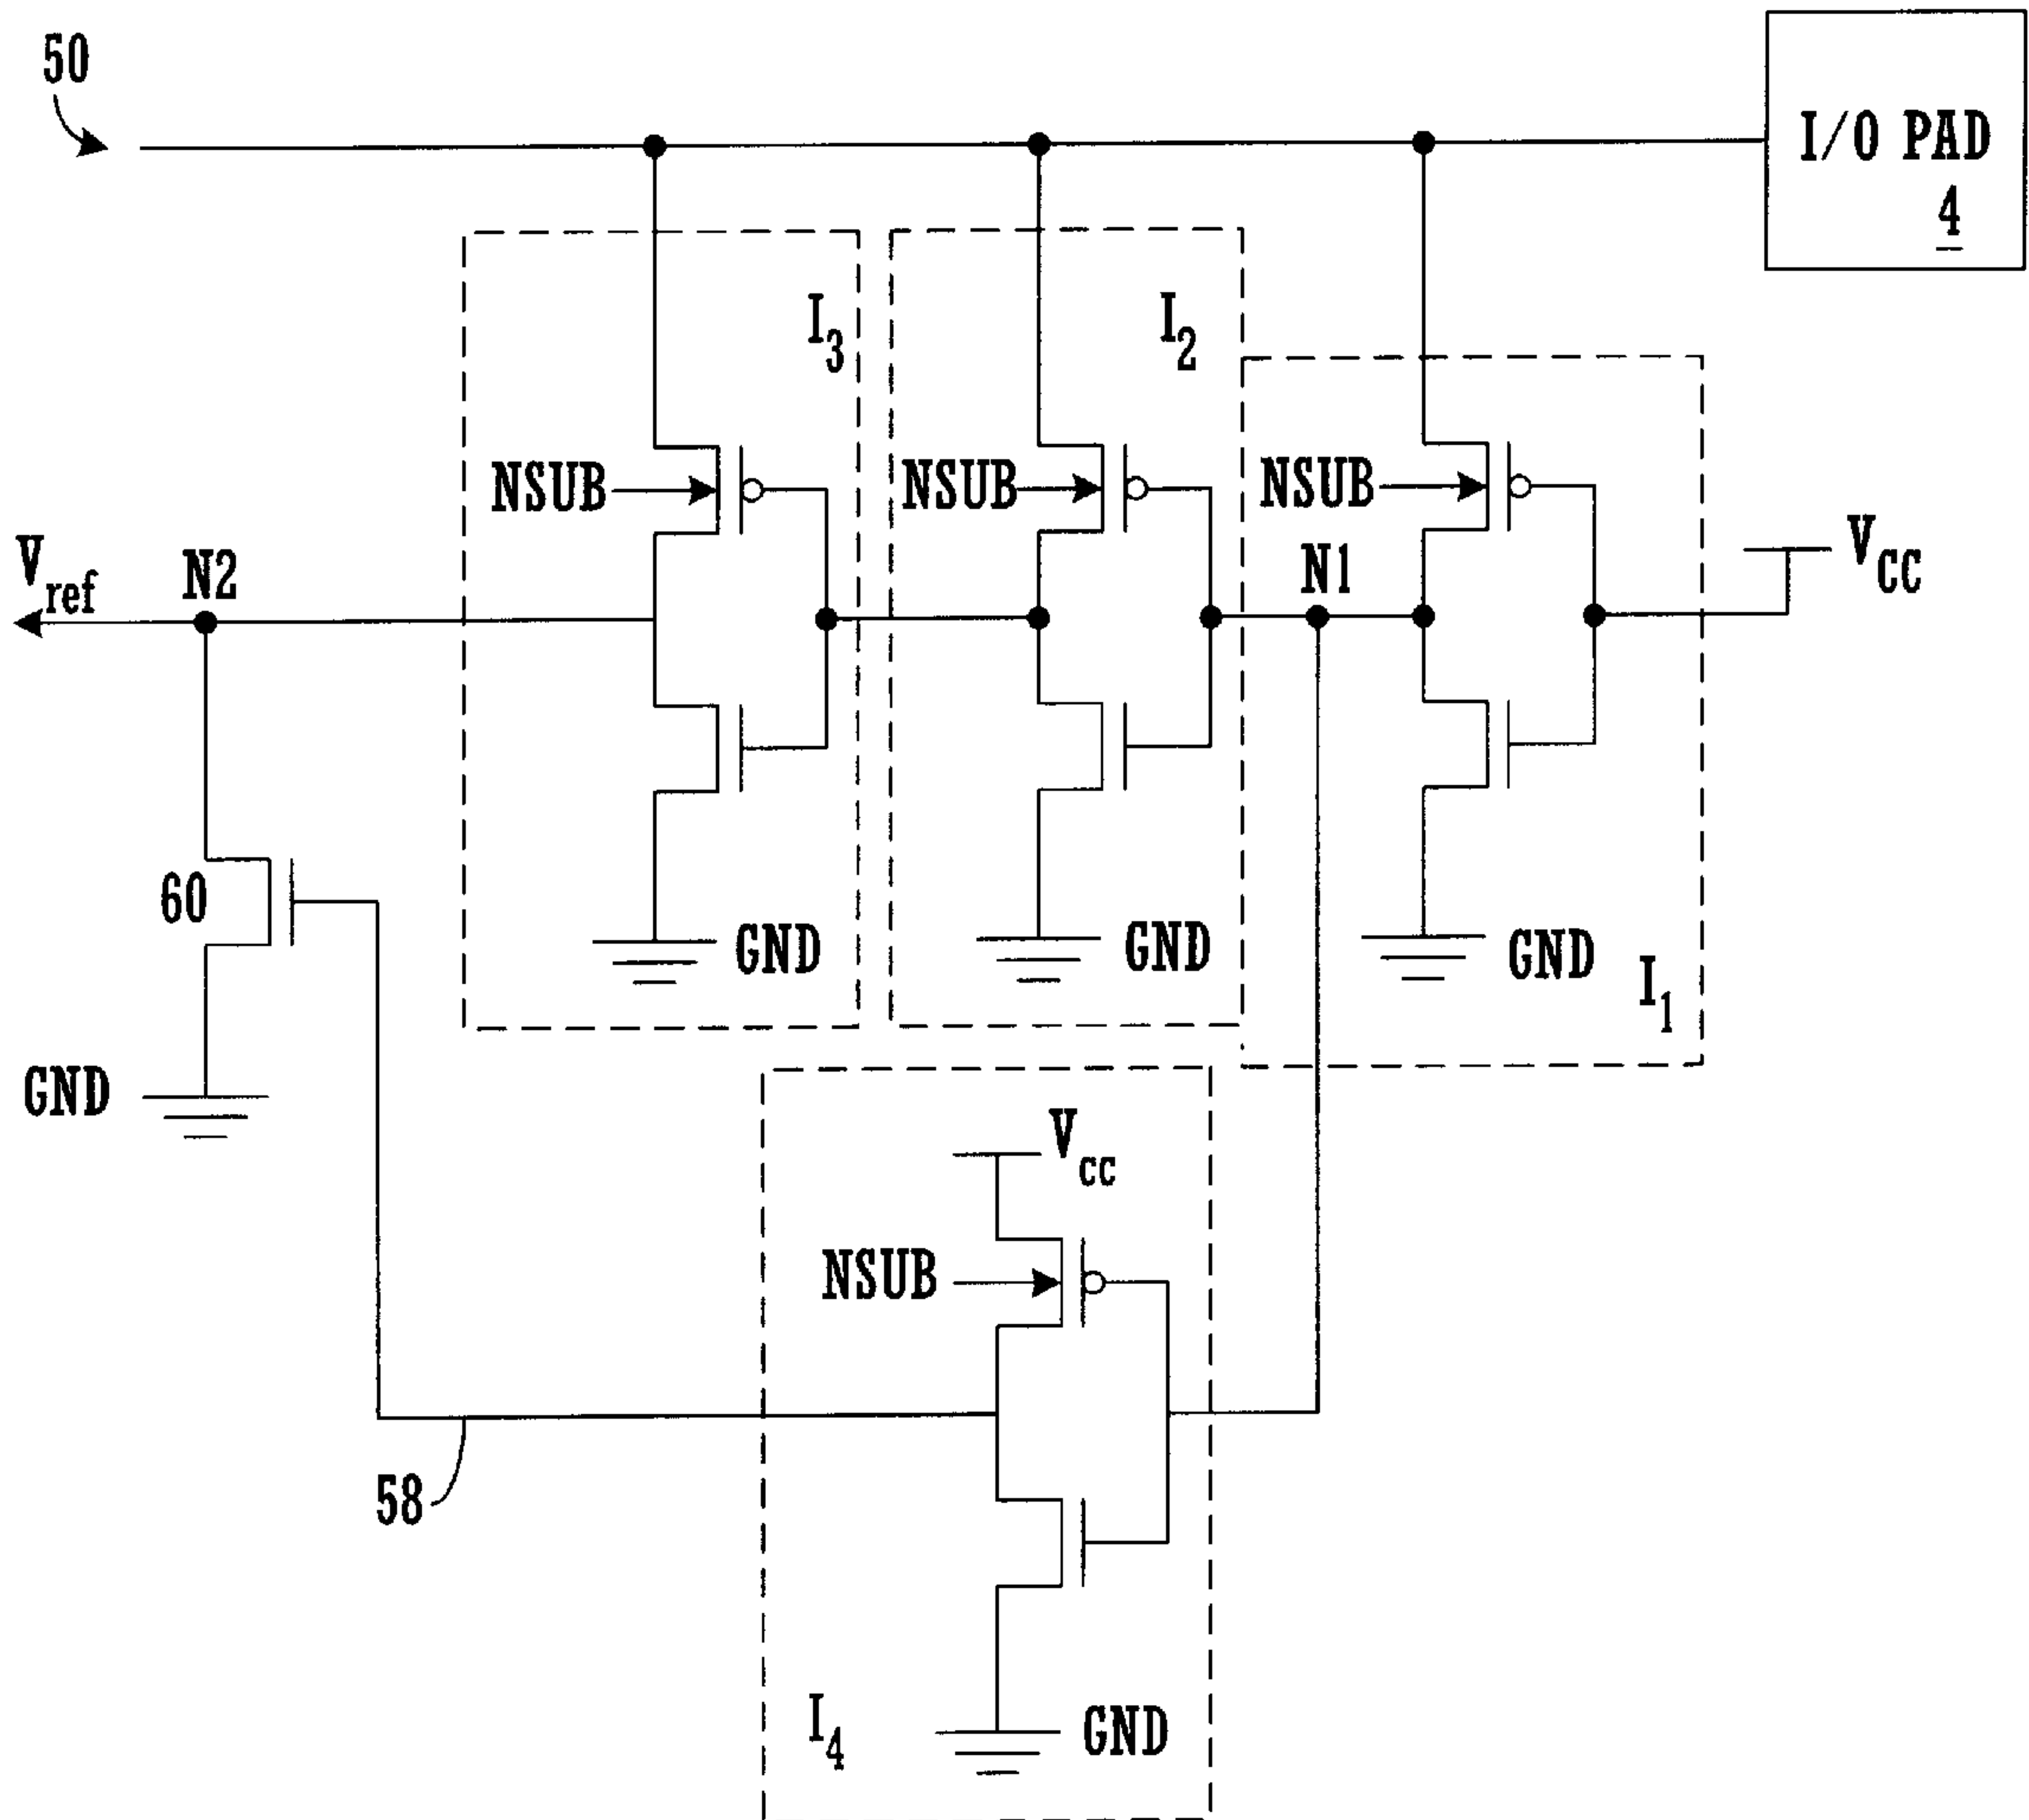 50
I/O PAD
4
I3
I2
NSUB
NSUB
NSUB
Vref
N2
N1
VCC
60
GND
GND
GND
I1
GND
Vcc
NSUB
58
I4
GND